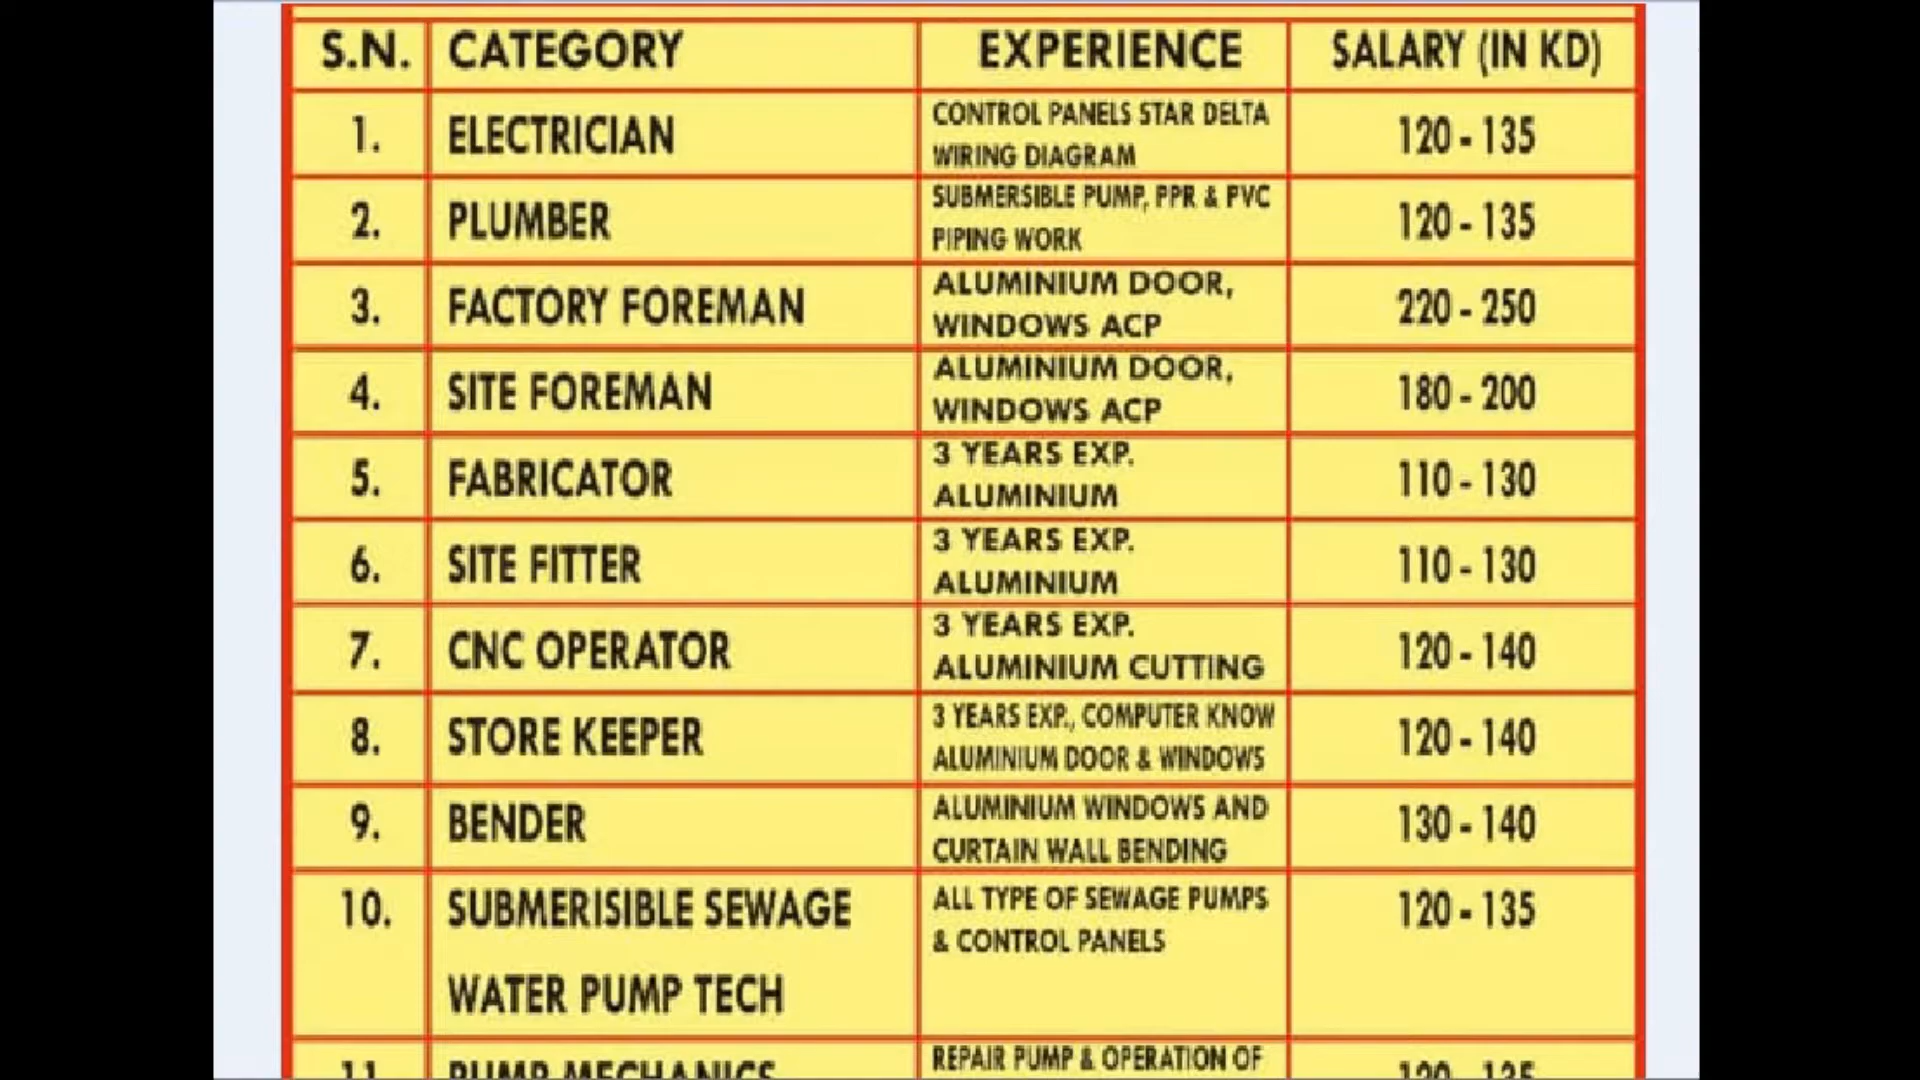 S.N. CATEGORY EXPERIENCE SALARY (IN KD)
1. ELECTRICIAN CONTROL PANELS STAR DELTA WIRING DIAGRAM 120 - 135
2. PLUMBER SUBMERSIBLE PUMP, PPR & PVC PIPING WORK 120 - 135
3. FACTORY FOREMAN ALUMINIUM DOOR, WINDOWS ACP 220 - 250
4. SITE FOREMAN ALUMINIUM DOOR, WINDOWS ACP 180 - 200
5. FABRICATOR 3 YEARS EXP. ALUMINIUM 110 - 130
6. SITE FITTER 3 YEARS EXP. ALUMINIUM 110 - 130
7. CNC OPERATOR 3 YEARS EXP. ALUMINIUM CUTTING 120 - 140
8. STORE KEEPER 3 YEARS EXP., COMPUTER KNOW ALUMINIUM DOOR & WINDOWS 120 - 140
9. BENDER ALUMINIUM WINDOWS AND CURTAIN WALL BENDING 130 - 140
10. SUBMERISIBLE SEWAGE WATER PUMP TECH ALL TYPE OF SEWAGE PUMPS & CONTROL PANELS 120 - 135
11. PUMP MECHANICS REPAIR PUMP & OPERATION OF 120 - 135